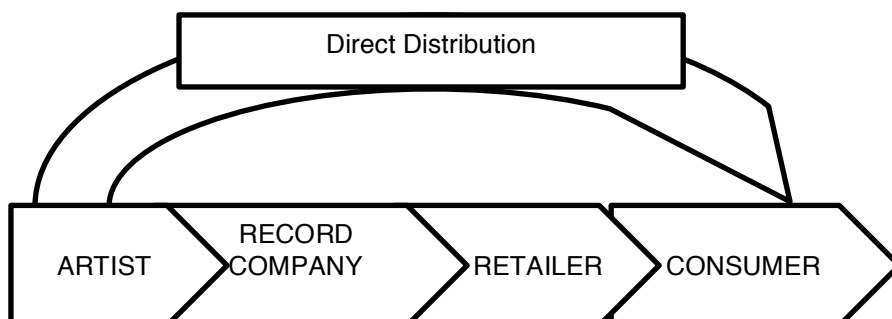 Direct Distribution
ARTIST
RECORD
COMPANY
RETAILER
CONSUMER